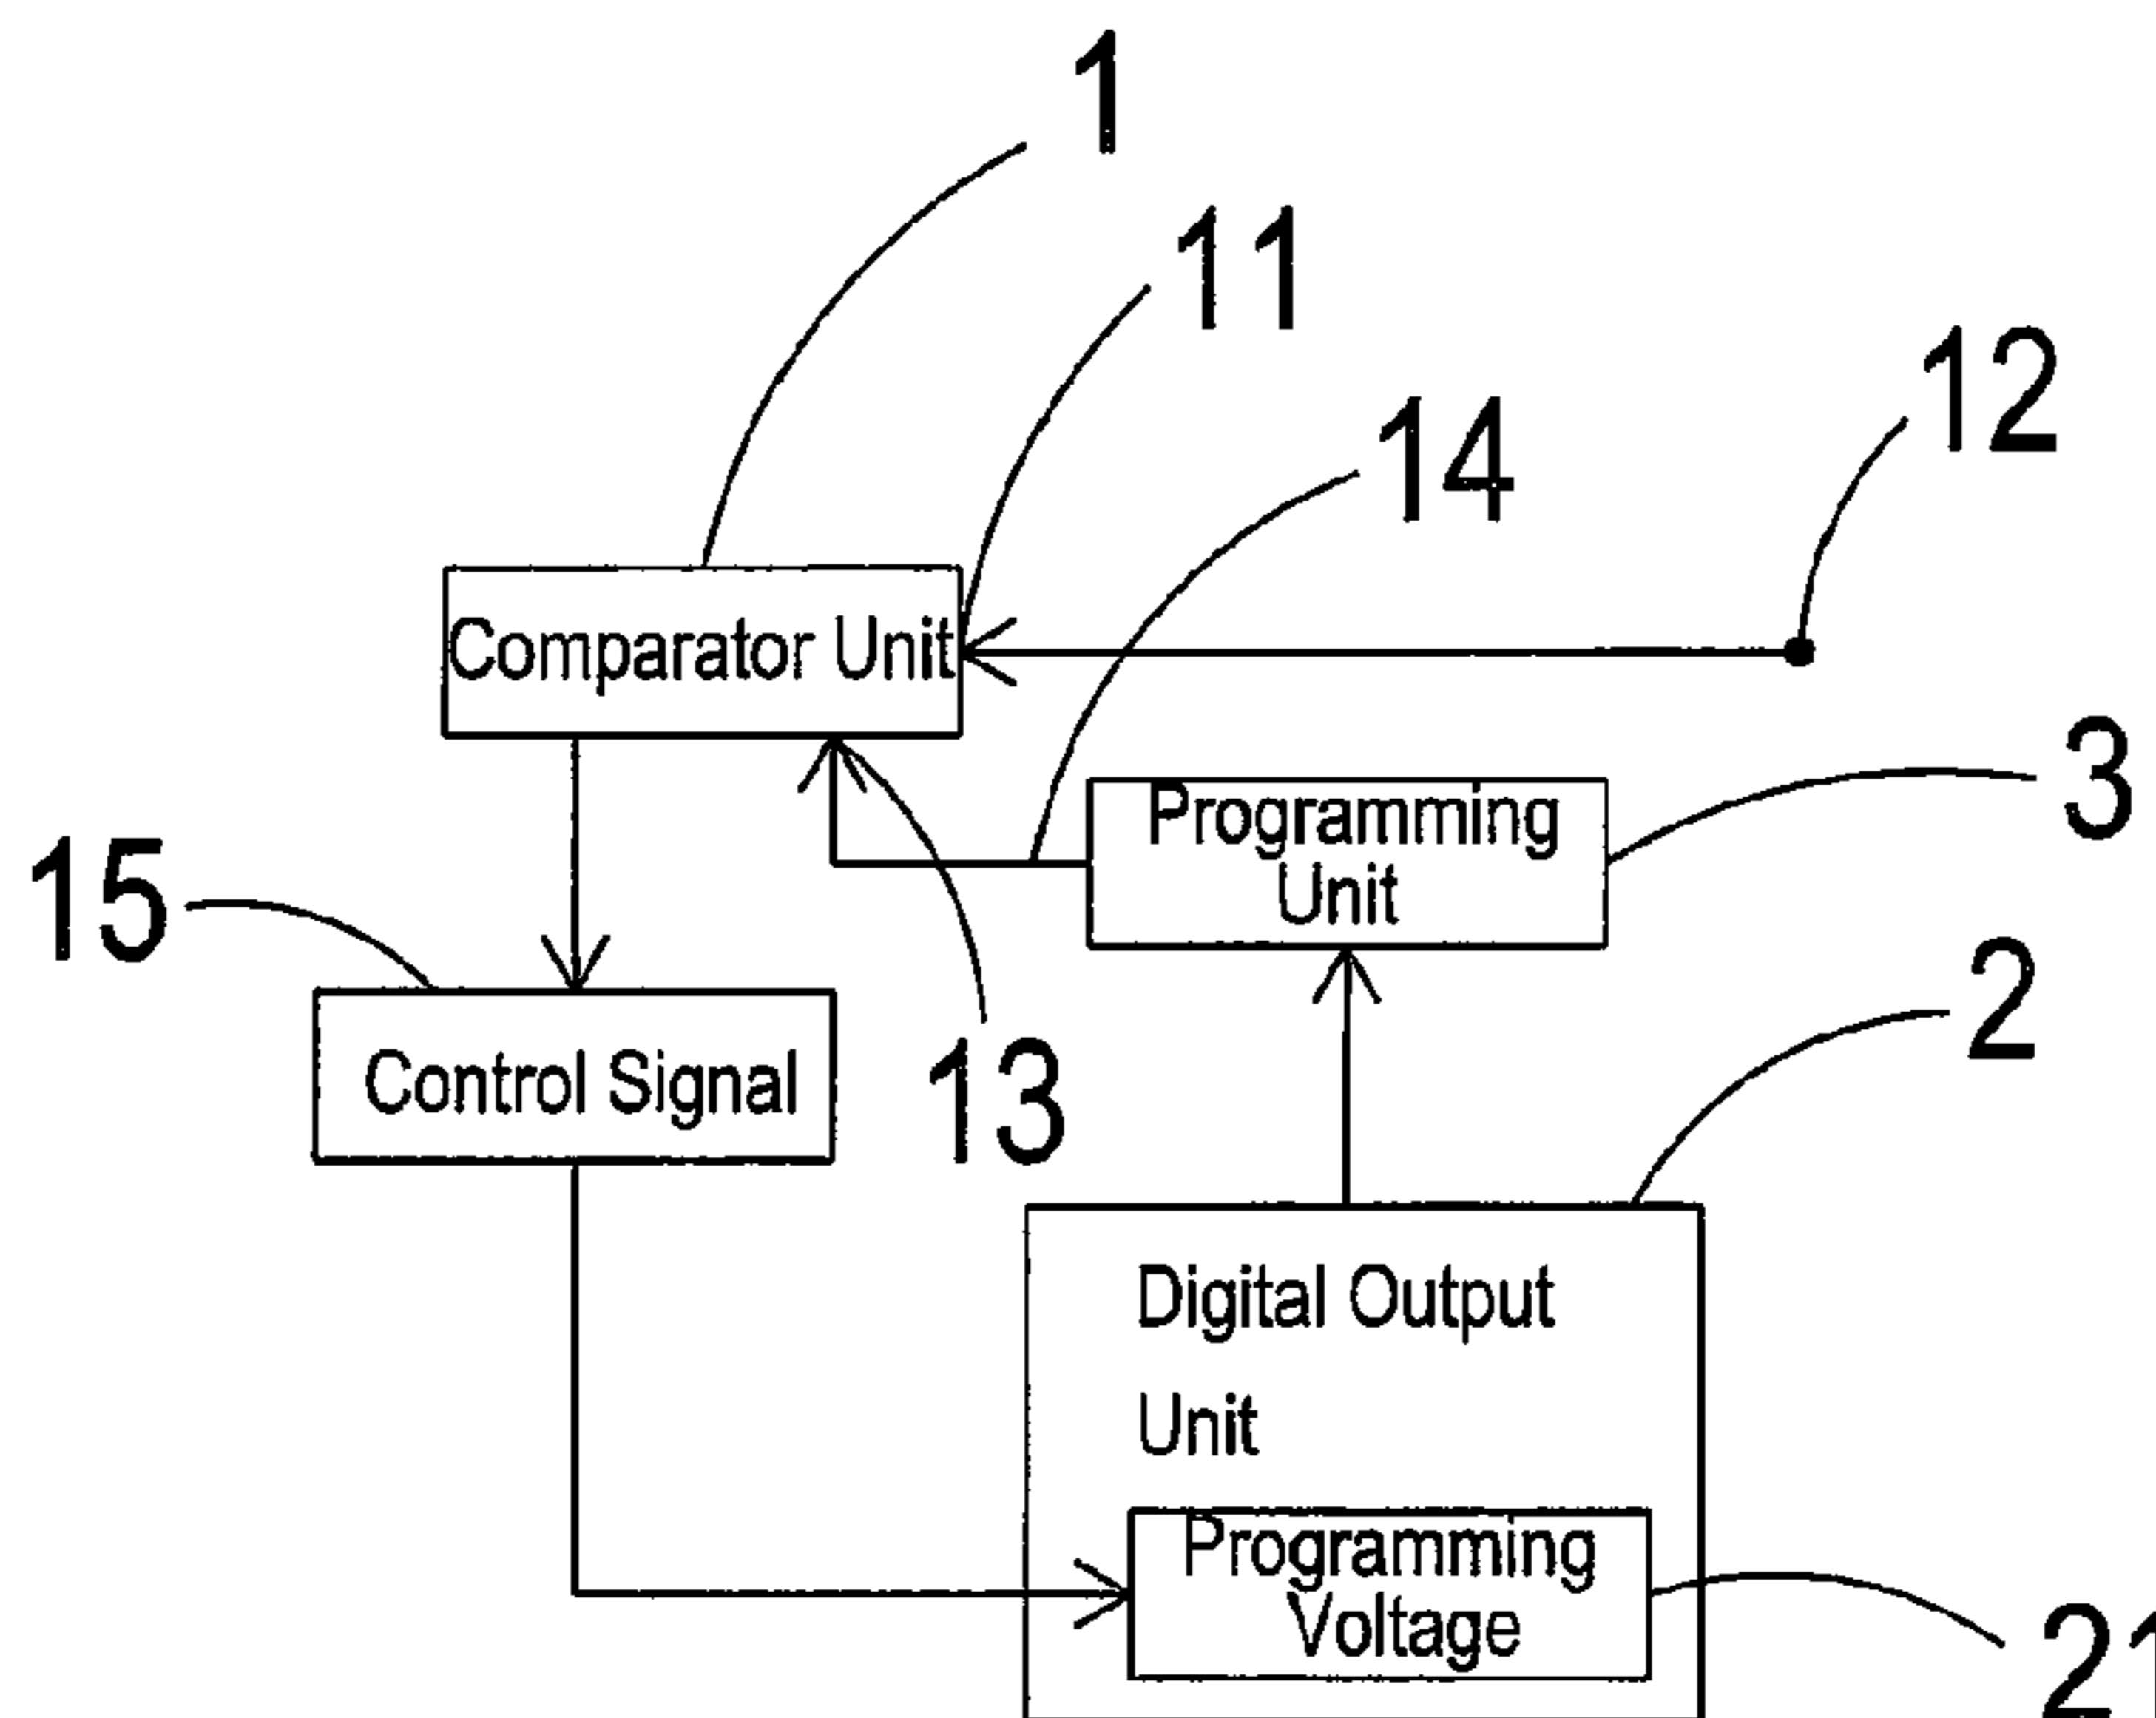 1
11
12
14
Comparator Unit
3
Programming
Unit
15
2
Control Signal
13
Digital Output
Unit
Programming
Voltage
21